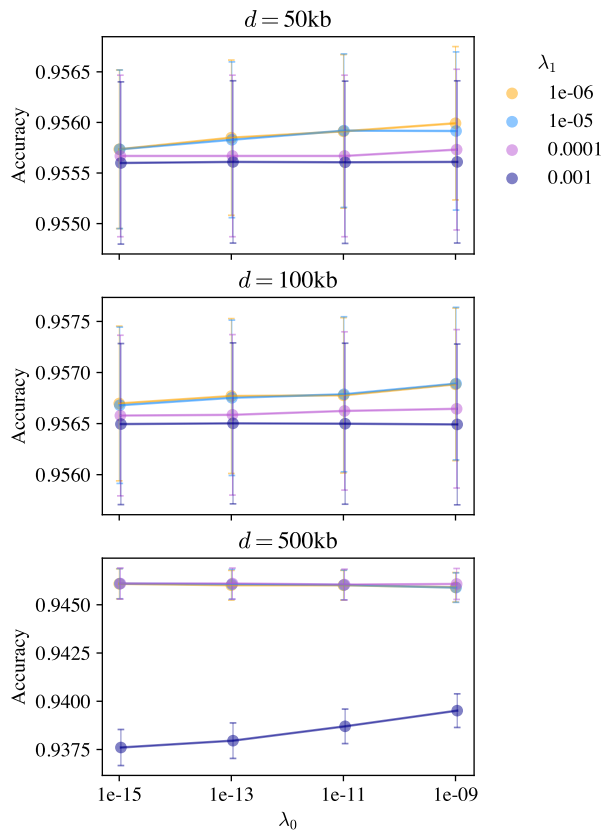 d = 50kb
Accuracy
0.9565
0.9560
0.9555
0.9550
λ₁
1e-06
1e-05
0.0001
0.001
d = 100kb
Accuracy
0.9575
0.9570
0.9565
0.9560
d = 500kb
Accuracy
0.9450
0.9425
0.9400
0.9375
1e-15 1e-13 1e-11 1e-09
λ₀